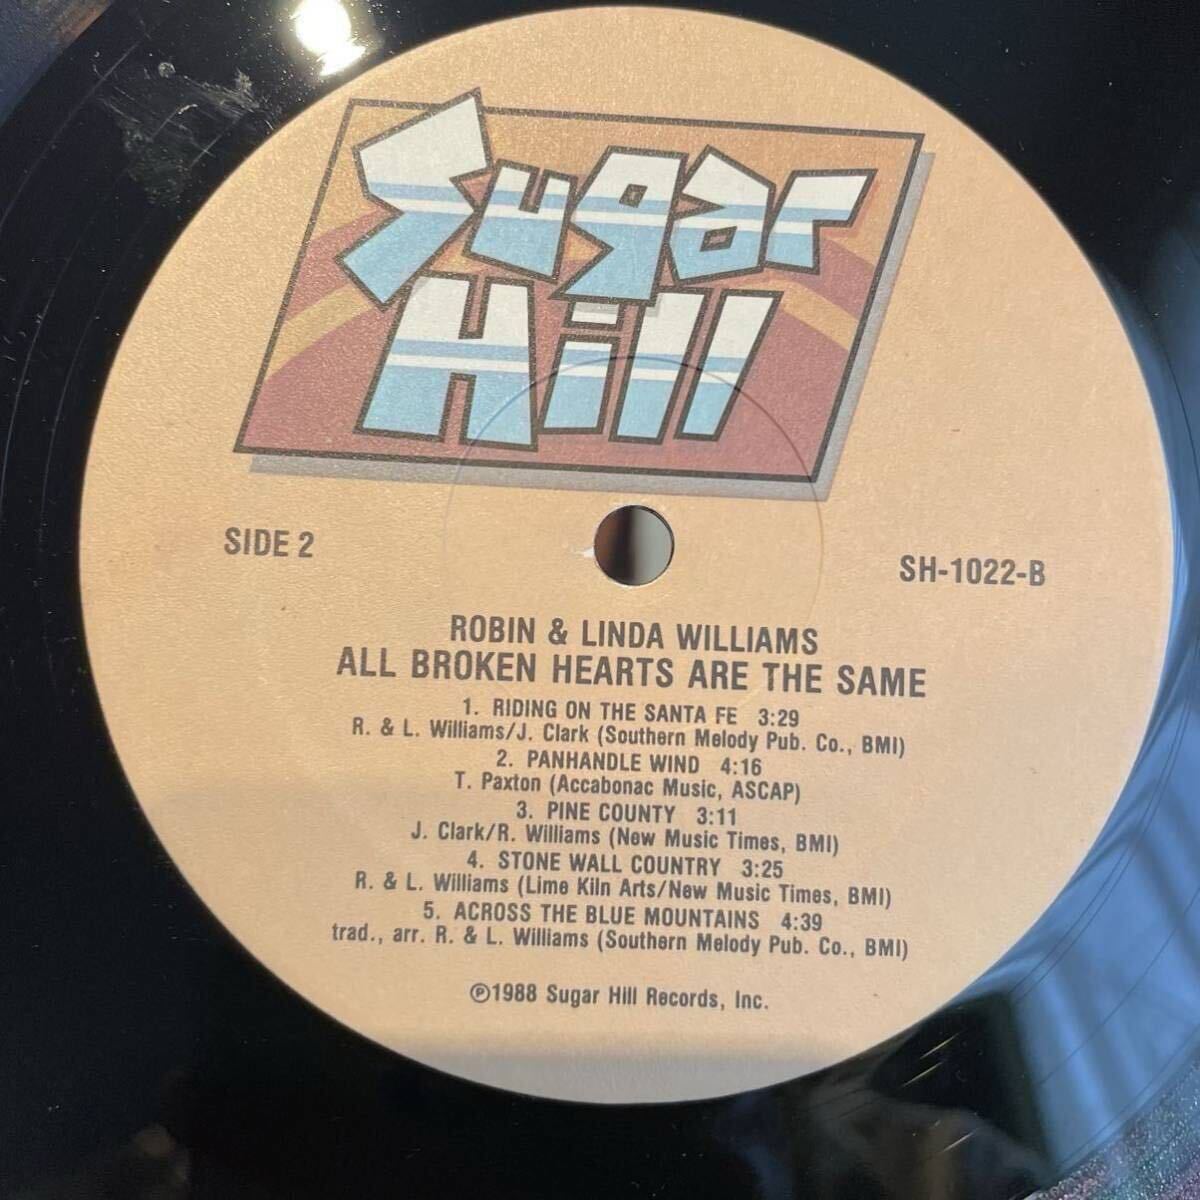 Sugar
Hill
SIDE 2
SH-1022-B
ROBIN & LINDA WILLIAMS
ALL BROKEN HEARTS ARE THE SAME
1. RIDING ON THE SANTA FE 3:29
R. & L. Williams/J. Clark (Southern Melody Pub. Co., BMI)
2. PANHANDLE WIND 4:16
T. Paxton (Accabonac Music, ASCAP)
3. PINE COUNTY 3:11
J. Clark/R. Williams (New Music Times, BMI)
4. STONE WALL COUNTRY 3:25
R. & L. Williams (Lime Kiln Arts/New Music Times, BMI)
5. ACROSS THE BLUE MOUNTAINS 4:39
trad., arr. R. & L. Williams (Southern Melody Pub. Co., BMI)
℗1988 Sugar Hill Records, Inc.